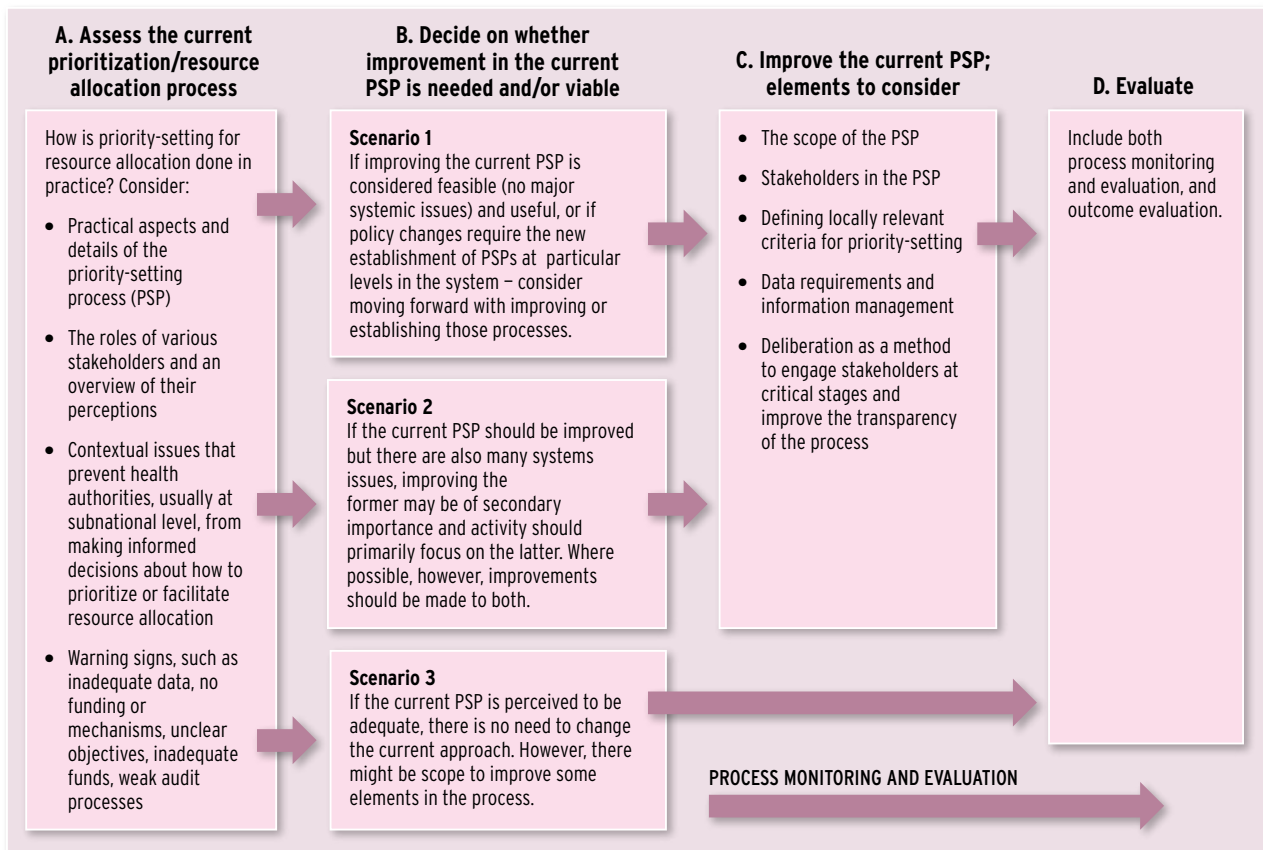 A. Assess the current
prioritization/resource
allocation process
How is priority-setting for
resource allocation done in
practice? Consider:
• Practical aspects and
details of the
priority-setting
process (PSP)
• The roles of various
stakeholders and an
overview of their
perceptions
• Contextual issues that
prevent health
authorities, usually at
subnational level, from
making informed
decisions about how to
prioritize or facilitate
resource allocation
• Warning signs, such as
inadequate data, no
funding or
mechanisms, unclear
objectives, inadequate
funds, weak audit
processes
B. Decide on whether
improvement in the current
PSP is needed and/or viable
Scenario 1
If improving the current PSP is
considered feasible (no major
systemic issues) and useful, or if
policy changes require the new
establishment of PSPs at particular
levels in the system – consider
moving forward with improving or
establishing those processes.
Scenario 2
If the current PSP should be improved
but there are also many systems
issues, improving the
former may be of secondary
importance and activity should
primarily focus on the latter. Where
possible, however, improvements
should be made to both.
Scenario 3
If the current PSP is perceived to be
adequate, there is no need to change
the current approach. However, there
might be scope to improve some
elements in the process.
C. Improve the current PSP;
elements to consider
• The scope of the PSP
• Stakeholders in the PSP
• Defining locally relevant
criteria for priority-setting
• Data requirements and
information management
• Deliberation as a method
to engage stakeholders at
critical stages and
improve the transparency
of the process
D. Evaluate
Include both
process monitoring
and evaluation, and
outcome evaluation.
PROCESS MONITORING AND EVALUATION